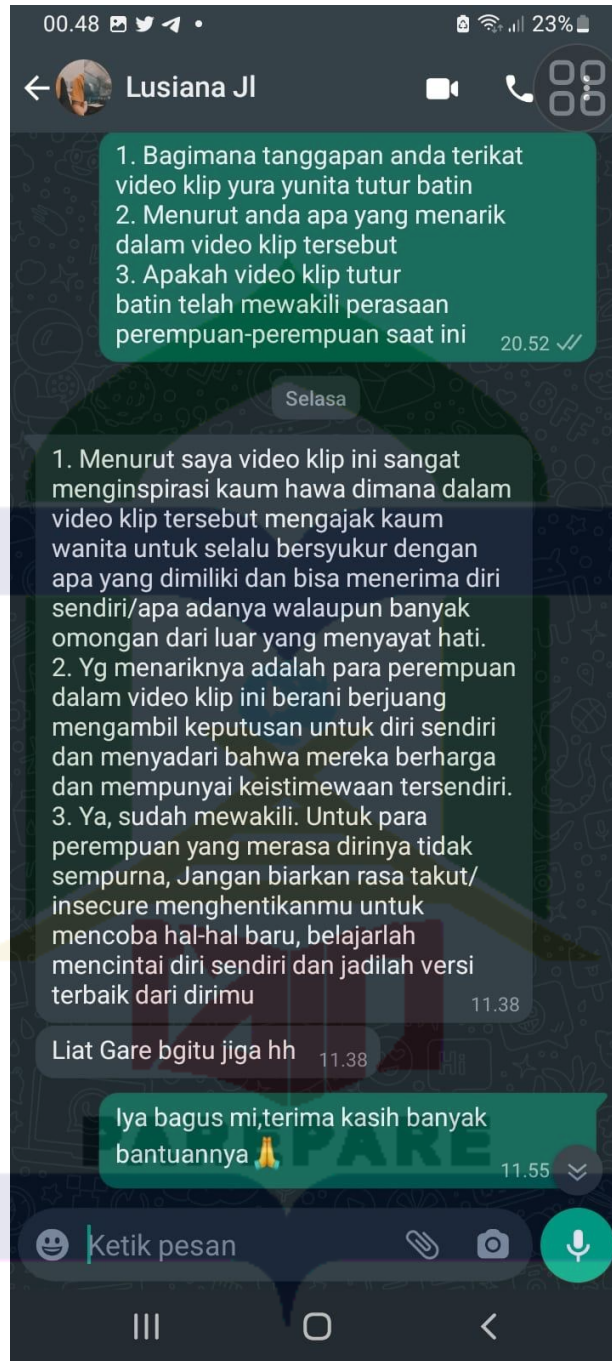 00.48
23%
Lusiana Jl
1. Bagimana tanggapan anda terikat
video klip yura yunita tutur batin
2. Menurut anda apa yang menarik
dalam video klip tersebut
3. Apakah video klip tutur
batin telah mewakili perasaan
perempuan-perempuan saat ini
20.52
Selasa
1. Menurut saya video klip ini sangat
menginspirasi kaum hawa dimana dalam
video klip tersebut mengajak kaum
wanita untuk selalu bersyukur dengan
apa yang dimiliki dan bisa menerima diri
sendiri/apa adanya walaupun banyak
omongan dari luar yang menyayat hati.
2. Yg menariknya adalah para perempuan
dalam video klip ini berani berjuang
mengambil keputusan untuk diri sendiri
dan menyadari bahwa mereka berharga
dan mempunyai keistimewaan tersendiri.
3. Ya, sudah mewakili. Untuk para
perempuan yang merasa dirinya tidak
sempurna, Jangan biarkan rasa takut/
insecure menghentikanmu untuk
mencoba hal-hal baru, belajarlah
mencintai diri sendiri dan jadilah versi
terbaik dari dirimu
11.38
Liat Gare bgitu jiga hh
11.38
Iya bagus mi,terima kasih banyak
bantuannya 🙏
11.55
PAREPARE
Ketik pesan